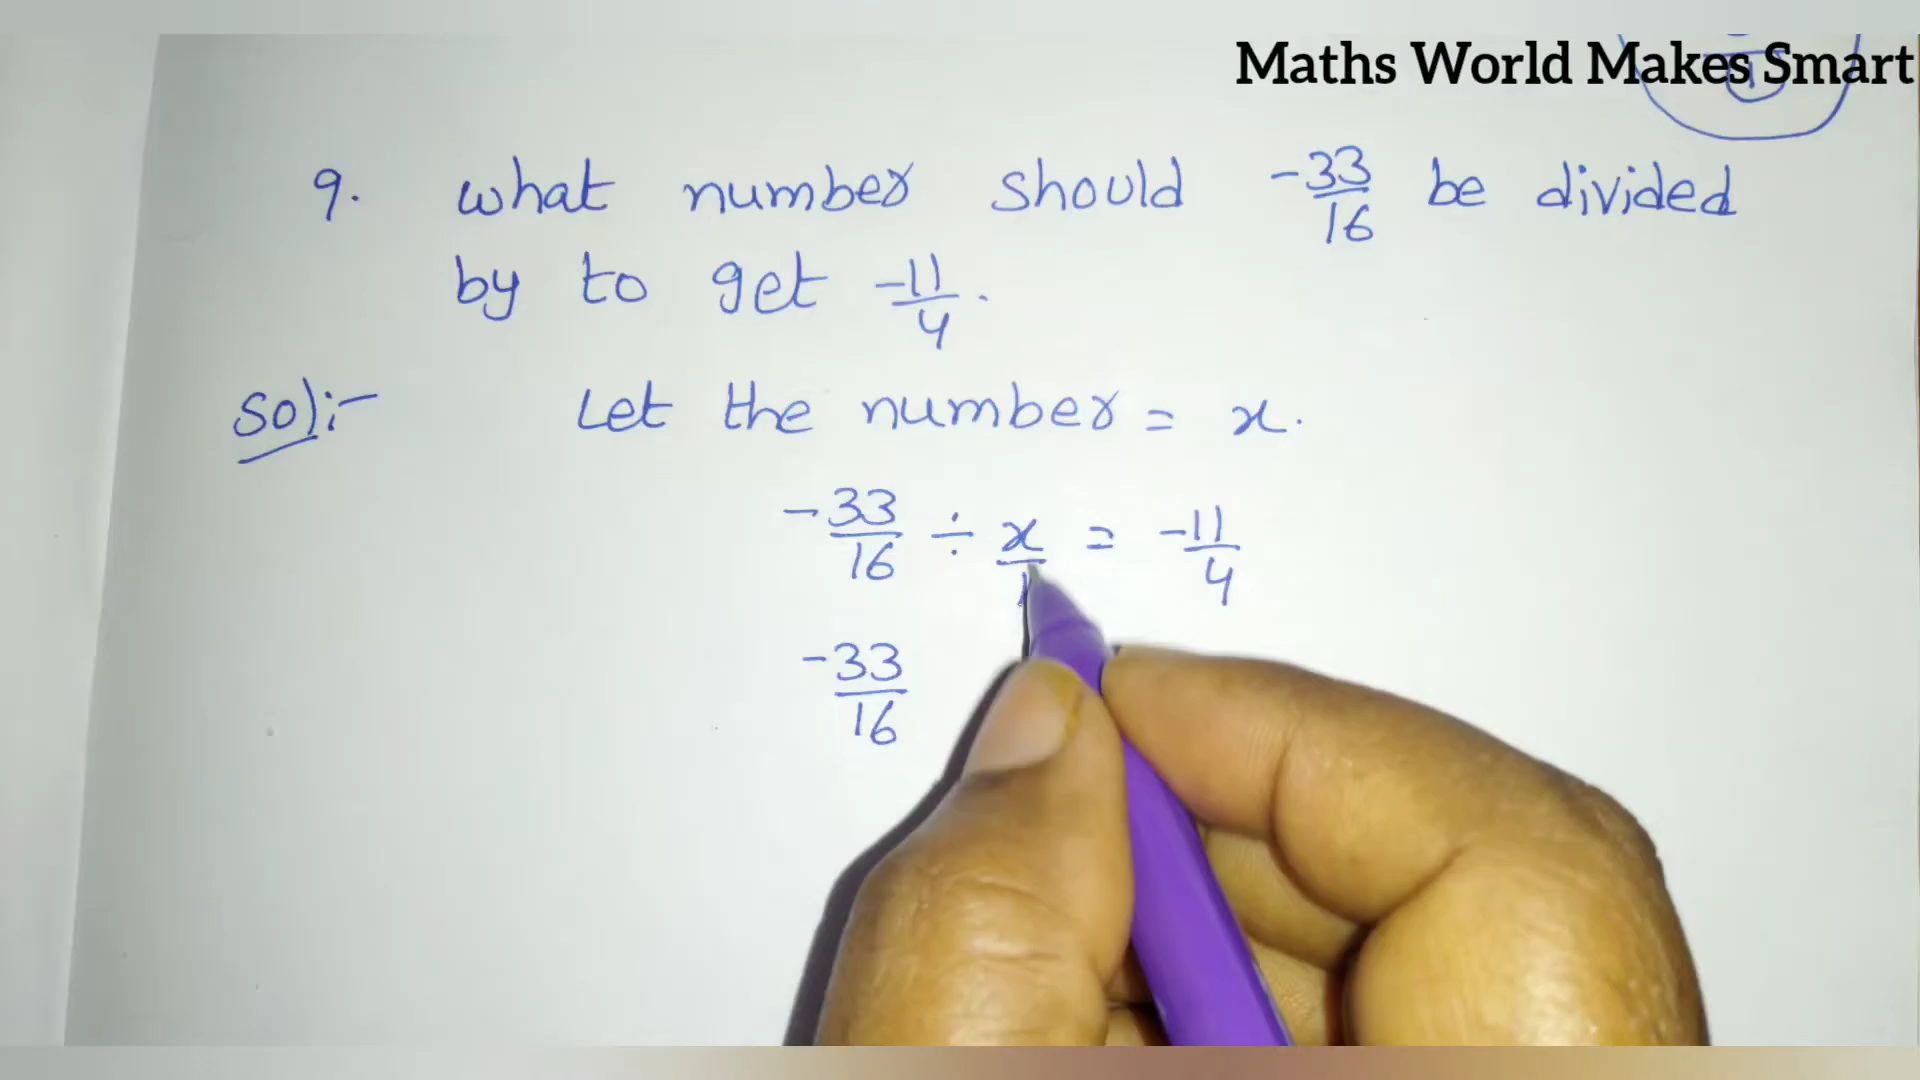 Maths World Makes Smart
9. what number should -33/16 be divided
by to get -11/4.
Sol:- Let the number = x.
-33/16 ÷ x/1 = -11/4
-33/16